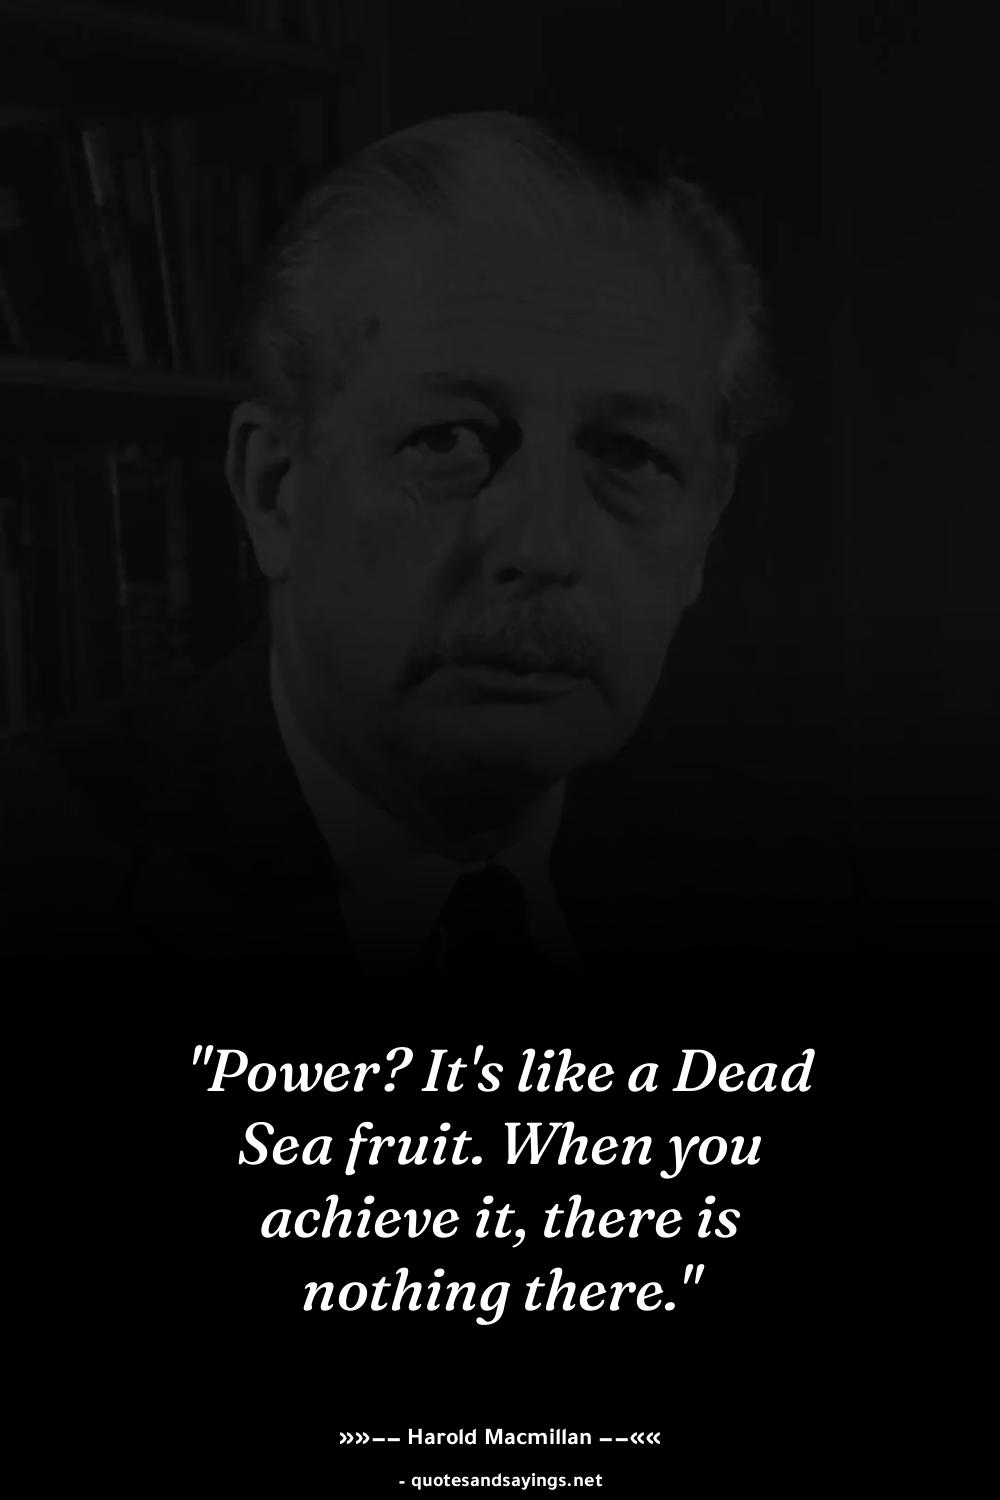 "Power? It's like a Dead
Sea fruit. When you
achieve it, there is
nothing there."
»»–– Harold Macmillan ––««
- quotesandsayings.net